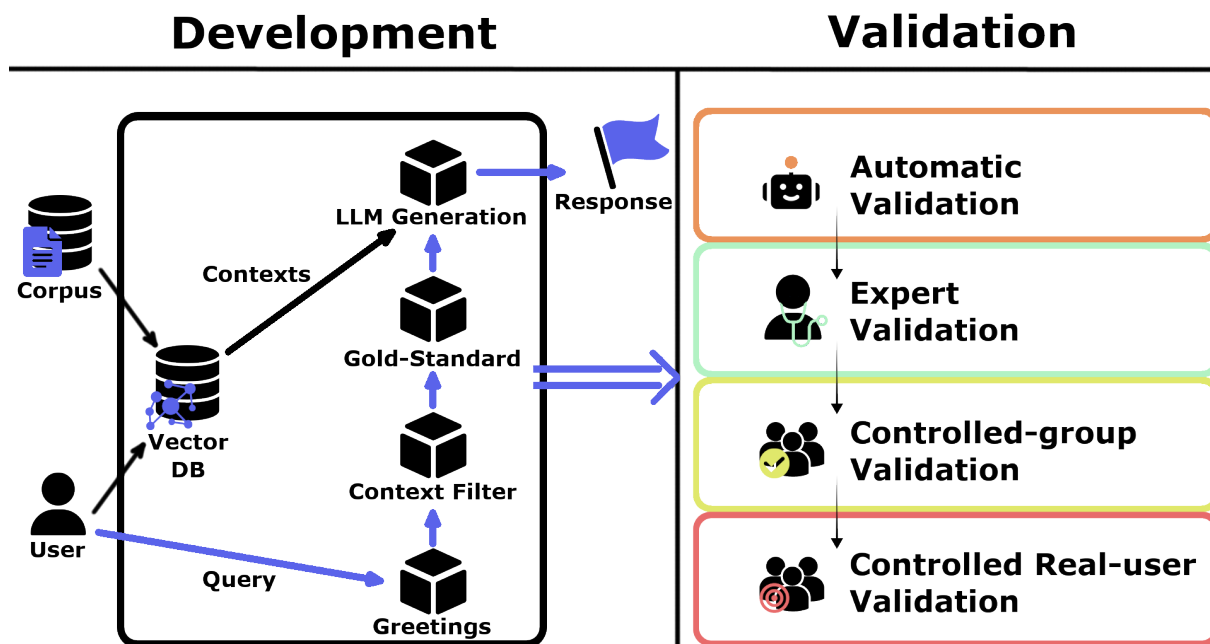 Development
Validation
LLM Generation
Response
Contexts
Corpus
Gold-Standard
Vector
DB
Context Filter
User
Query
Greetings
Automatic
Validation
Expert
Validation
Controlled-group
Validation
Controlled Real-user
Validation